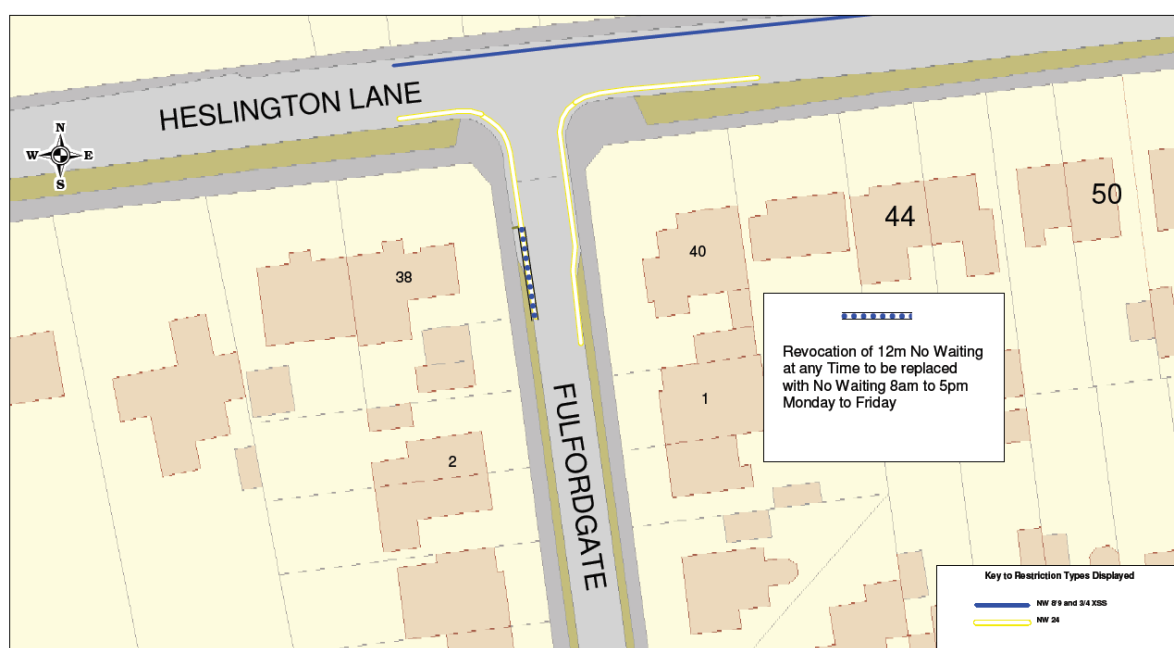 HESLINGTON LANE
N
W E
S
50
44
40
38
Revocation of 12m No Waiting
at any Time to be replaced
with No Waiting 8am to 5pm
Monday to Friday
1
FULFORDGATE
2
Key to Restriction Types Displayed
NW 8'9 and 3/4 XSS
NW 24